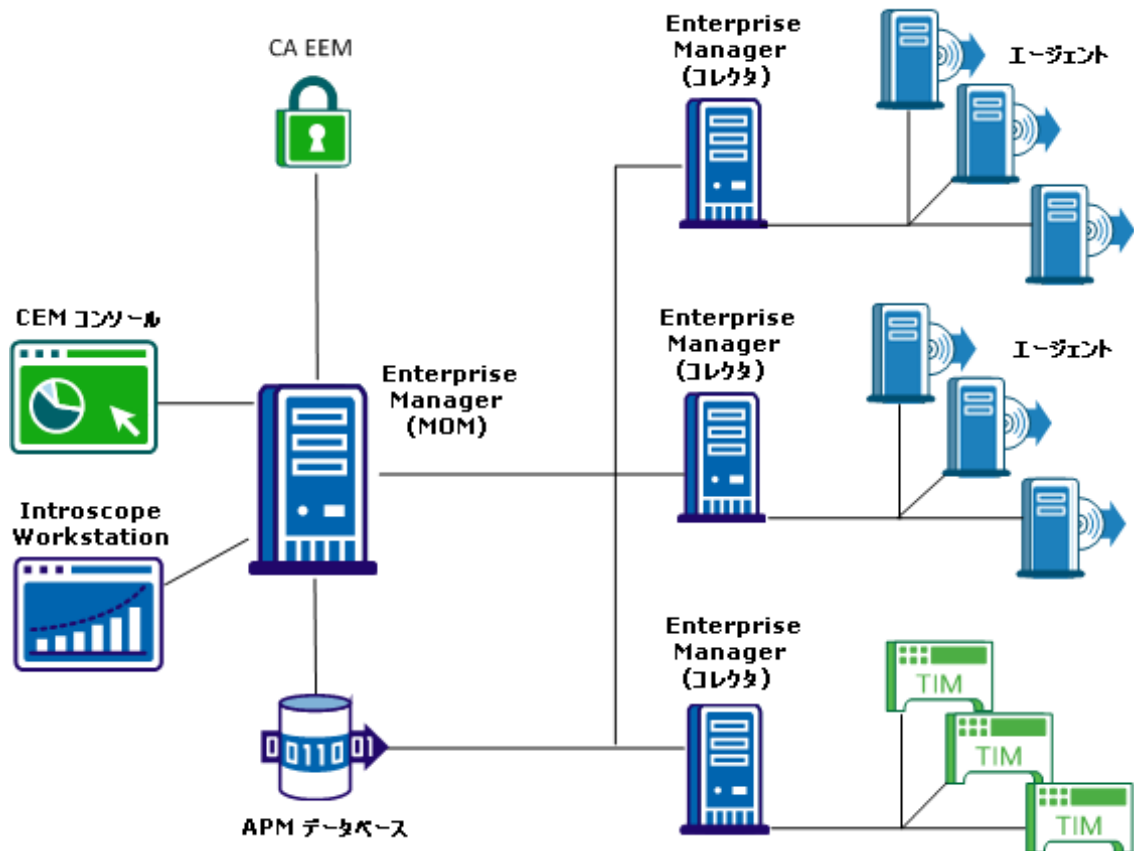 CA EEM
Enterprise
Manager
(コレクタ)
エージェント
CEM コンソール
Enterprise
Manager
(MOM)
Enterprise
Manager
(コレクタ)
エージェント
Introscope
Workstation
Enterprise
Manager
(コレクタ)
TIM
TIM
TIM
0 0110 01
APM データベース